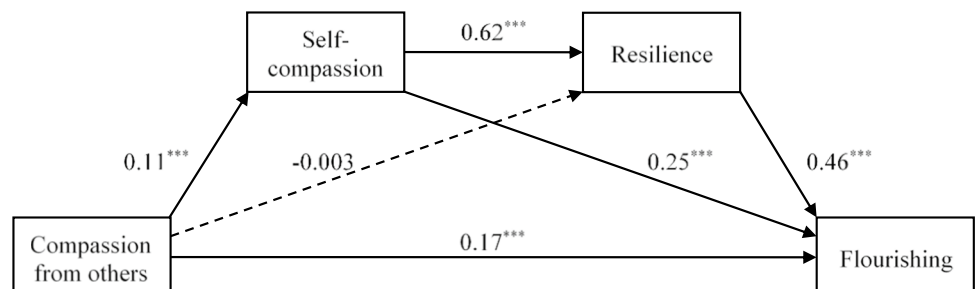 0.62***
Self-
compassion
Resilience
0.11***
-0.003
0.25***
0.46***
Compassion
from others
0.17***
Flourishing